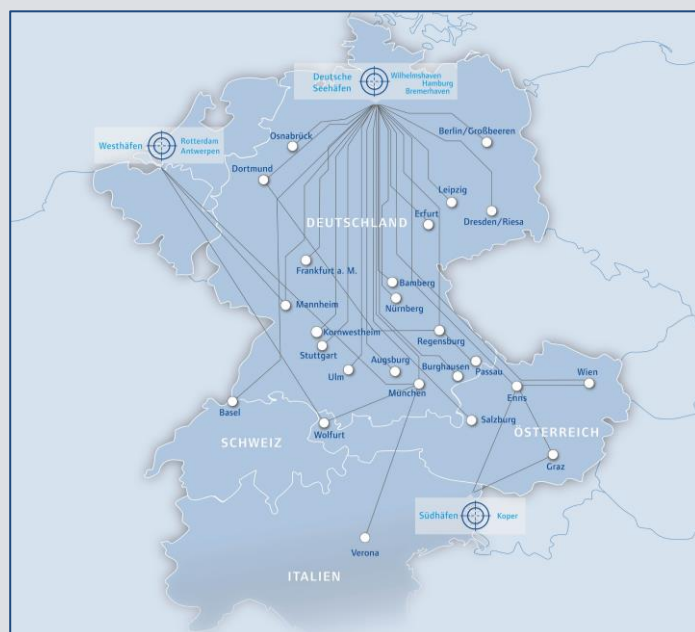 Deutsche
Seehäfen
Wilhelmshaven
Hamburg
Bremerhaven
Westhäfen
Rotterdam
Antwerpen
Osnabrück
Berlin/Großbeeren
Dortmund
Leipzig
DEUTSCHLAND
Erfurt
Dresden/Riesa
Frankfurt a. M.
Bamberg
Mannheim
Nürnberg
Kornwestheim
Regensburg
Stuttgart
Augsburg
Burghausen
Passau
Wien
Ulm
München
Enns
Basel
Salzburg
Wolfurt
ÖSTERREICH
SCHWEIZ
Graz
Südhäfen
Koper
Verona
ITALIEN